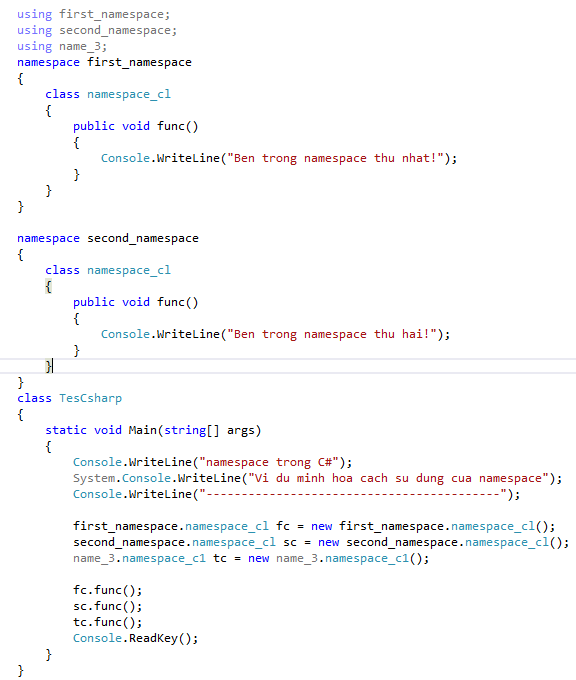 using first_namespace;
using second_namespace;
using name_3;
namespace first_namespace
{
    class namespace_cl
    {
        public void func()
        {
            Console.WriteLine("Ben trong namespace thu nhat!");
        }
    }
}

namespace second_namespace
{
    class namespace_cl
    {
        public void func()
        {
            Console.WriteLine("Ben trong namespace thu hai!");
        }
    }
}
class TesCsharp
{
    static void Main(string[] args)
    {
        Console.WriteLine("namespace trong C#");
        System.Console.WriteLine("Vi du minh hoa cach su dung cua namespace");
        Console.WriteLine("------------------------------------------");

        first_namespace.namespace_cl fc = new first_namespace.namespace_cl();
        second_namespace.namespace_cl sc = new second_namespace.namespace_cl();
        name_3.namespace_c1 tc = new name_3.namespace_c1();

        fc.func();
        sc.func();
        tc.func();
        Console.ReadKey();
    }
}